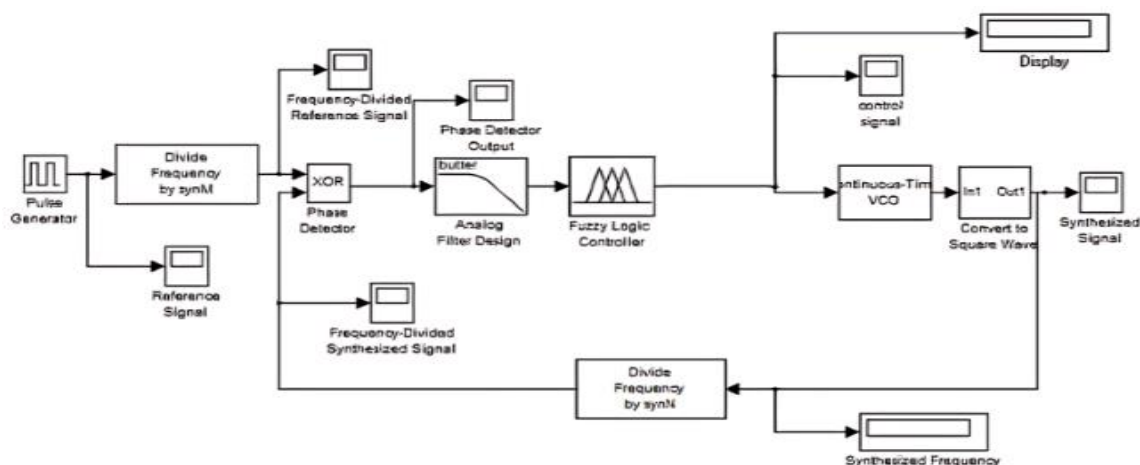 Display
Frequency-Divided
Reference Signal
Phase Detector
Output
control
signal
Divide
Frequency
by synM
XOR
butter
Pulse
Generator
Phase
Detector
Analog
Filter Design
Fuzzy Logic
Controller
ontinuous-Tim
VCO
In1 Out1
Convert to
Square Wave
Synthesized
Signal
Reference
Signal
Frequency-Divided
Synthesized Signal
Divide
Frequency
by synN
Synthesized Frequency